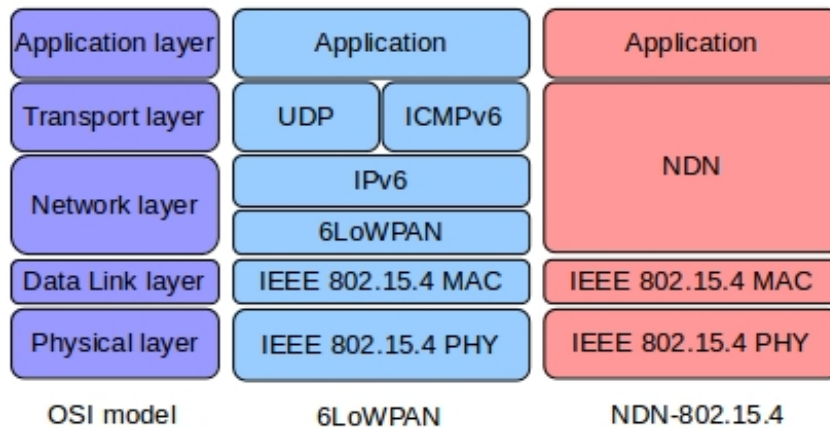 Application layer
Application
Application
Transport layer
UDP
ICMPv6
NDN
Network layer
IPv6
6LoWPAN
Data Link layer
IEEE 802.15.4 MAC
IEEE 802.15.4 MAC
Physical layer
IEEE 802.15.4 PHY
IEEE 802.15.4 PHY
OSI model
6LoWPAN
NDN-802.15.4